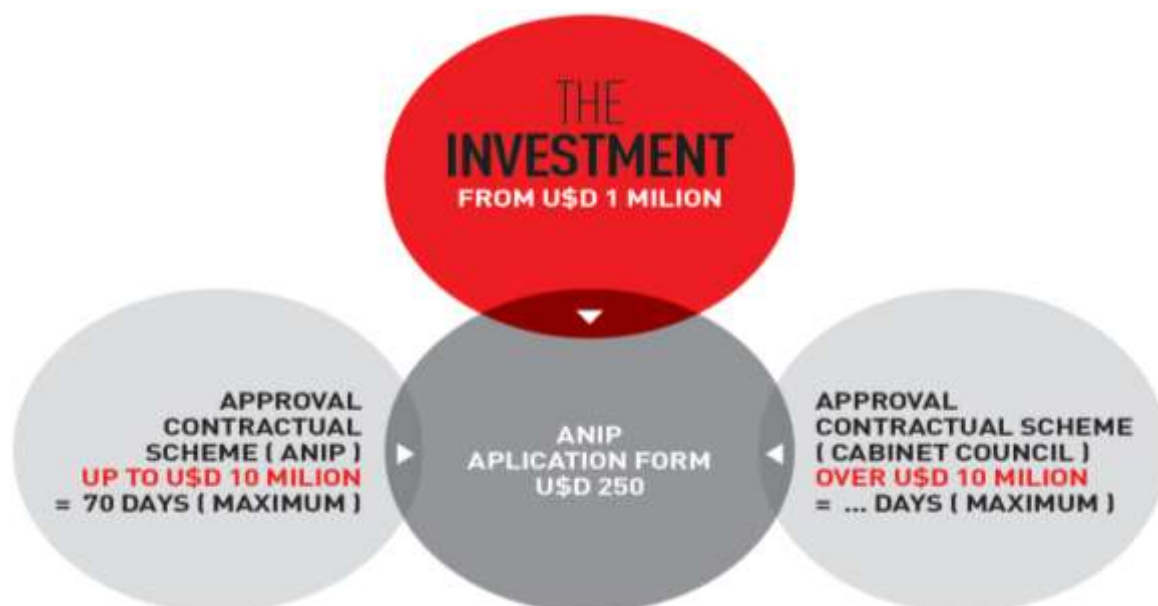 THE
INVESTMENT
FROM U$D 1 MILION
APPROVAL
CONTRACTUAL
SCHEME ( ANIP )
UP TO U$D 10 MILION
= 70 DAYS ( MAXIMUM )
ANIP
APLICATION FORM
U$D 250
APPROVAL
CONTRACTUAL SCHEME
( CABINET COUNCIL )
OVER U$D 10 MILION
= ... DAYS ( MAXIMUM )